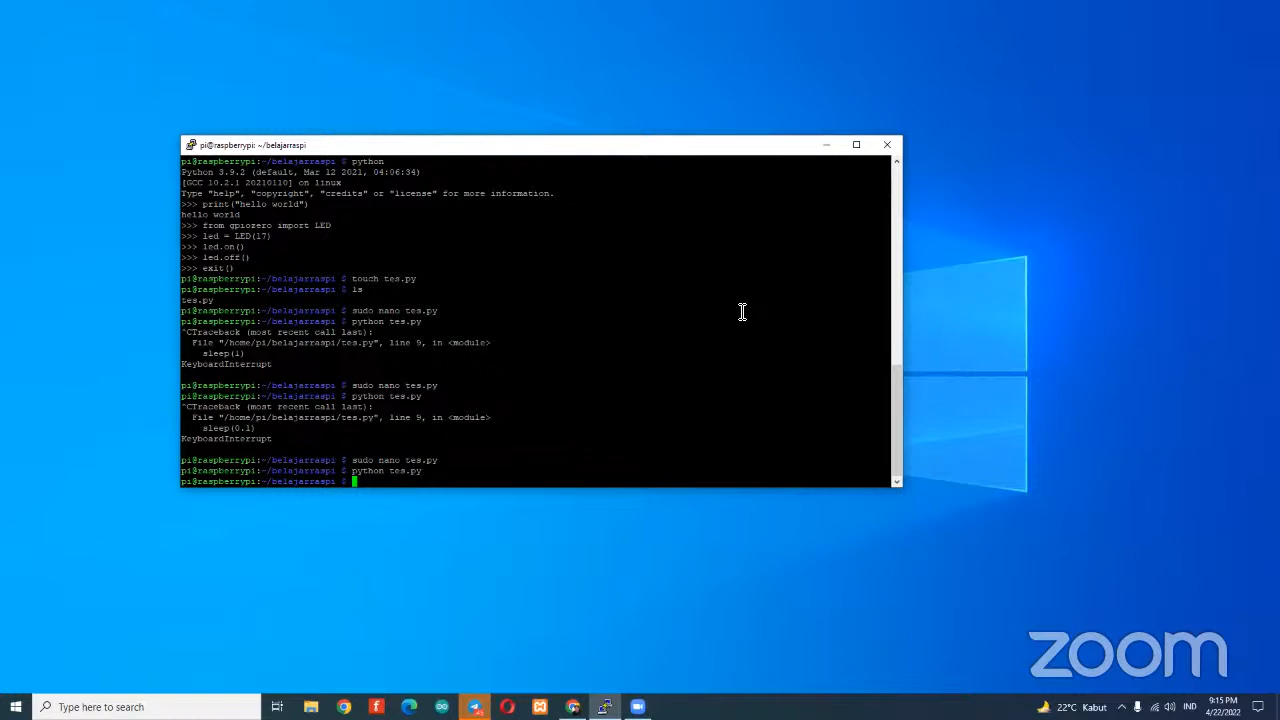 pi@raspberrypi: ~/belajarraspi
pi@raspberrypi:~/belajarraspi $ python
Python 3.9.2 (default, Mar 12 2021, 04:06:34)
[GCC 10.2.1 20210110] on linux
Type "help", "copyright", "credits" or "license" for more information.
>>> print("hello world")
hello world
>>> from gpiozero import LED
>>> led = LED(17)
>>> led.on()
>>> led.off()
>>> exit()
pi@raspberrypi:~/belajarraspi $ touch tes.py
pi@raspberrypi:~/belajarraspi $ ls
tes.py
pi@raspberrypi:~/belajarraspi $ sudo nano tes.py
pi@raspberrypi:~/belajarraspi $ python tes.py
^CTraceback (most recent call last):
  File "/home/pi/belajarraspi/tes.py", line 9, in <module>
    sleep(1)
KeyboardInterrupt
pi@raspberrypi:~/belajarraspi $ sudo nano tes.py
pi@raspberrypi:~/belajarraspi $ python tes.py
^CTraceback (most recent call last):
  File "/home/pi/belajarraspi/tes.py", line 9, in <module>
    sleep(0.1)
KeyboardInterrupt
pi@raspberrypi:~/belajarraspi $ sudo nano tes.py
pi@raspberrypi:~/belajarraspi $ python tes.py
pi@raspberrypi:~/belajarraspi $
zoom
Type here to search
22°C Kabut
IND
9:15 PM
4/22/2022